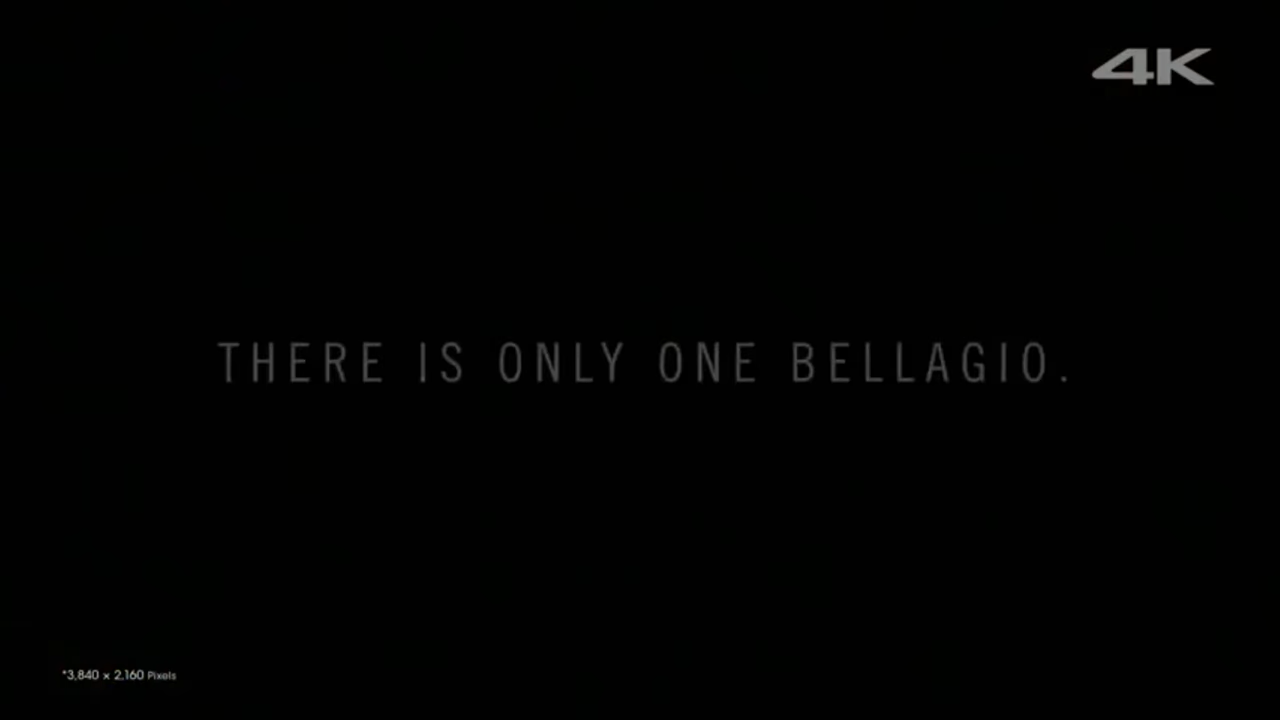 4K
THERE IS ONLY ONE BELLAGIO.
*3,840 × 2,160 Pixels